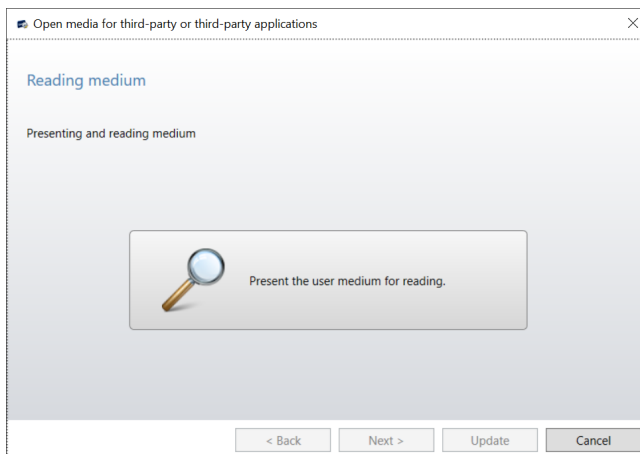 Open media for third-party or third-party applications
Reading medium
Presenting and reading medium
Present the user medium for reading.
< Back
Next >
Update
Cancel